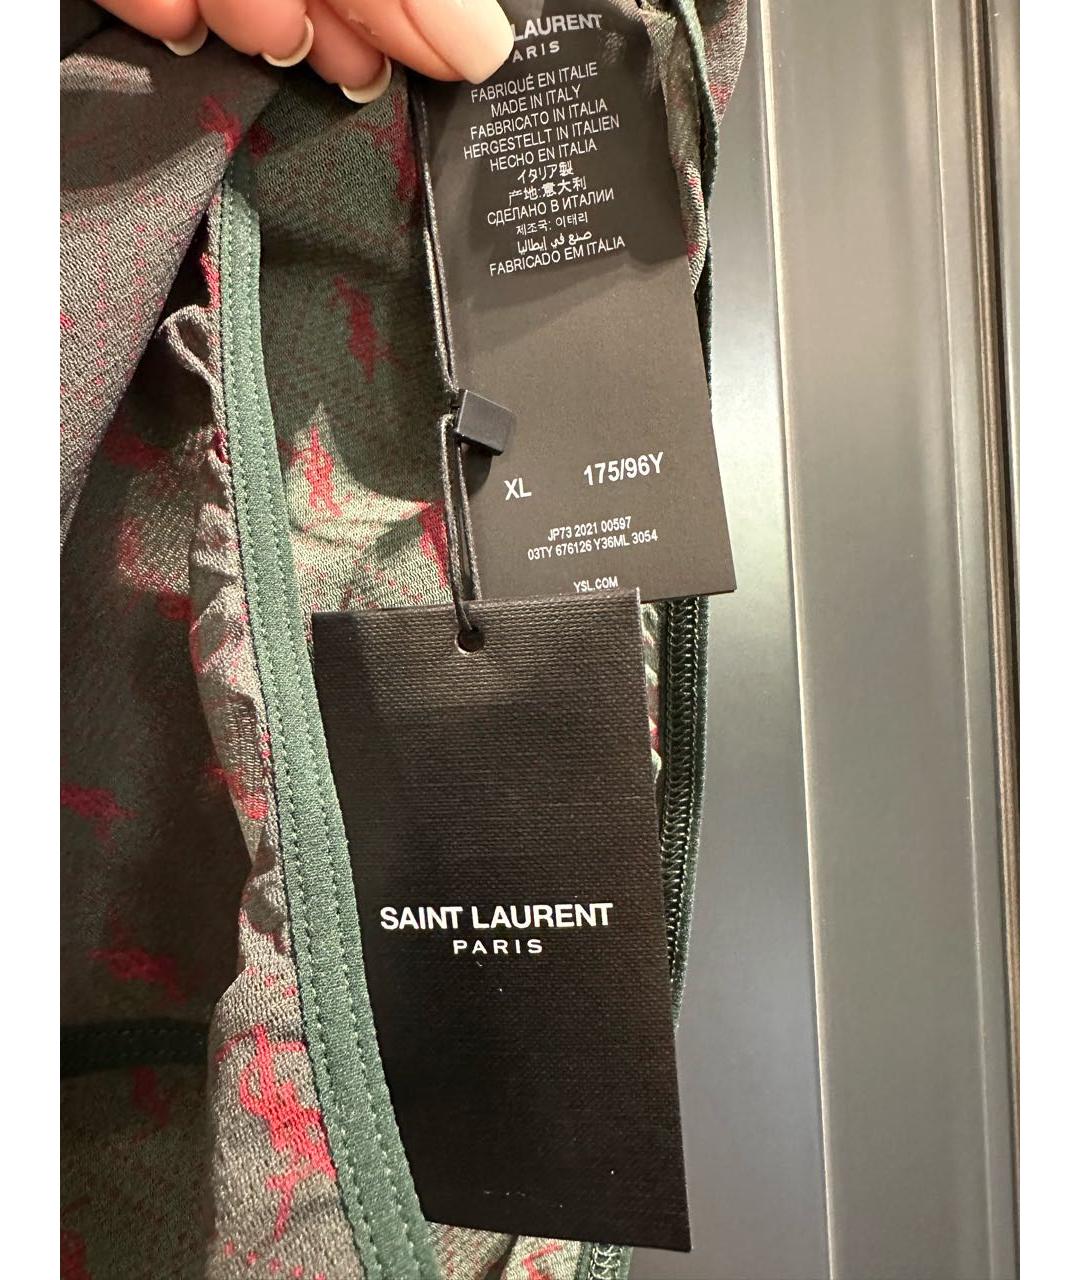 LAURENT
ARIS
FABRIQUÉ EN ITALIE
MADE IN ITALY
FABBRICATO IN ITALIA
HERGESTELLT IN ITALIEN
HECHO EN ITALIA
イタリア製
产地:意大利
СДЕЛАНО В ИТАЛИИ
제조국: 이태리
صنع في إيطاليا
FABRICADO EM ITÁLIA
XL 175/96Y
JP73 2021 00597
03TY 676126 Y36ML 3054
YSL.COM
SAINT LAURENT
PARIS